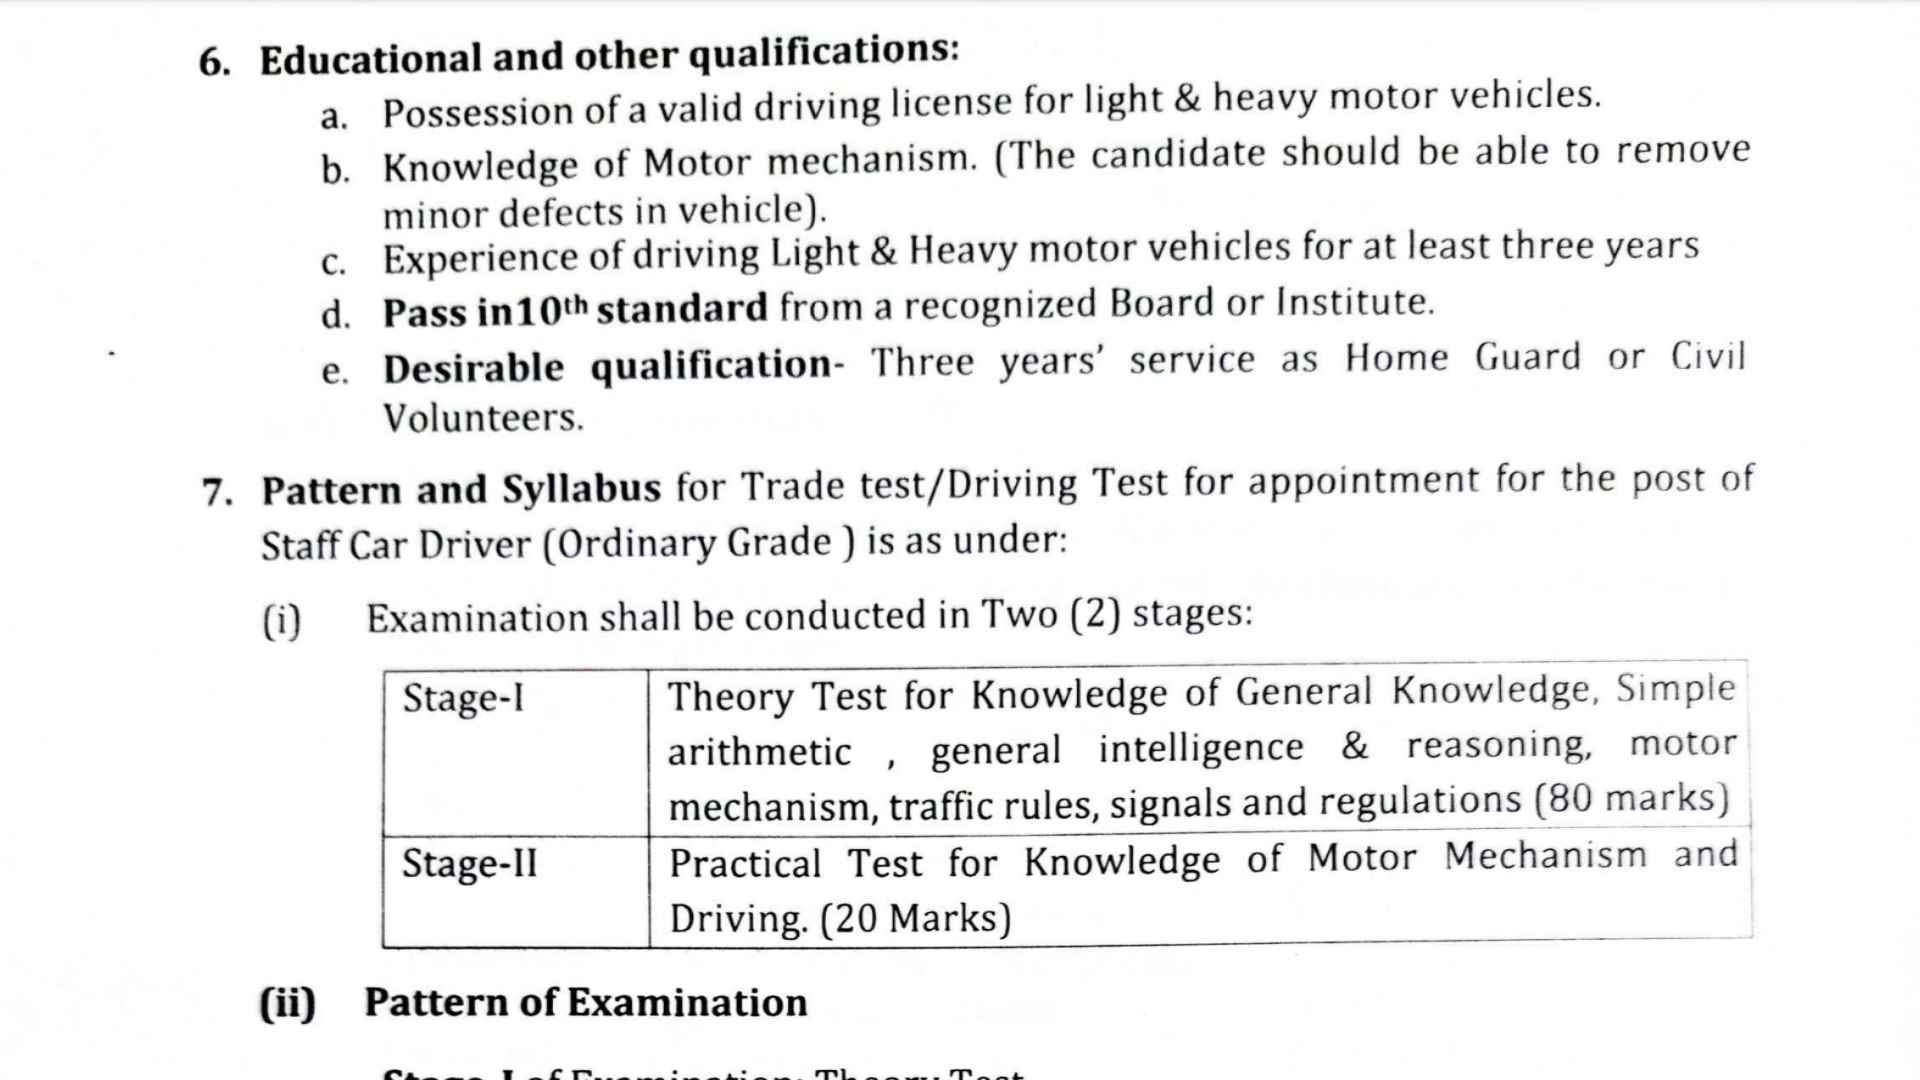 6. Educational and other qualifications:
a. Possession of a valid driving license for light & heavy motor vehicles.
b. Knowledge of Motor mechanism. (The candidate should be able to remove
minor defects in vehicle).
c. Experience of driving Light & Heavy motor vehicles for at least three years
d. Pass in10th standard from a recognized Board or Institute.
e. Desirable qualification- Three years' service as Home Guard or Civil
Volunteers.
7. Pattern and Syllabus for Trade test/Driving Test for appointment for the post of
Staff Car Driver (Ordinary Grade ) is as under:
(i) Examination shall be conducted in Two (2) stages:
Stage-I
Theory Test for Knowledge of General Knowledge, Simple
arithmetic , general intelligence & reasoning, motor
mechanism, traffic rules, signals and regulations (80 marks)
Stage-II
Practical Test for Knowledge of Motor Mechanism and
Driving. (20 Marks)
(ii) Pattern of Examination
Stage-I of Examination: Theory Test